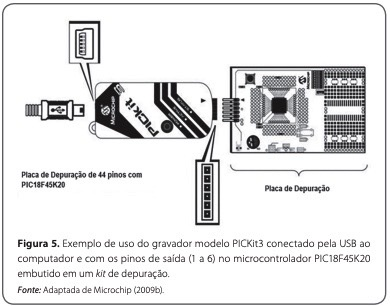 MICROCHIP
PICkit
Placa de Depuração de 44 pinos com
PIC18F45K20
Placa de Depuração
Figura 5. Exemplo de uso do gravador modelo PICKit3 conectado pela USB ao
computador e com os pinos de saída (1 a 6) no microcontrolador PIC18F45K20
embutido em um kit de depuração.
Fonte: Adaptada de Microchip (2009b).